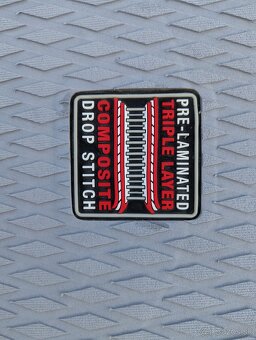 PRE-LAMINATED
TRIPLE LAYER
COMPOSITE
DROP STITCH